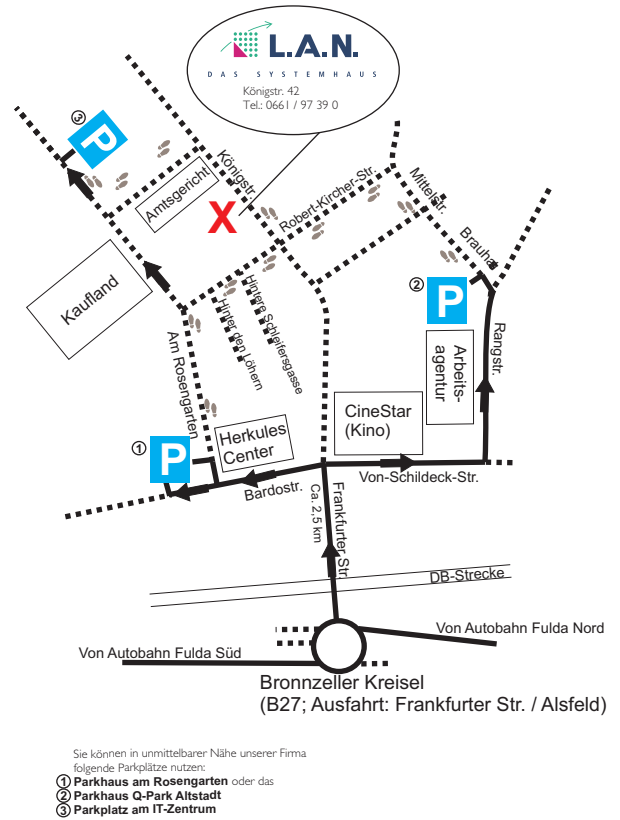 L.A.N.
DAS SYSTEMHAUS
Königstr. 42
Tel.: 0661 / 97 39 0
3
P
Königstr.
Amtsgericht
X
Robert-Kircher-Str.
Mittelstr.
Brauha
Kaufland
2
P
Hintere Schleifersgasse
Hinter den Löhern
Am Rosengarten
Rangstr.
Arbeits-
agentur
CineStar
(Kino)
1
P
Herkules
Center
Bardostr.
Von-Schildeck-Str.
Frankfurter Str.
Ca. 2,5 km
DB-Strecke
Von Autobahn Fulda Nord
Von Autobahn Fulda Süd
Bronnzeller Kreisel
(B27; Ausfahrt: Frankfurter Str. / Alsfeld)
Sie können in unmittelbarer Nähe unserer Firma
folgende Parkplätze nutzen:
1 Parkhaus am Rosengarten oder das
2 Parkhaus Q-Park Altstadt
3 Parkplatz am IT-Zentrum